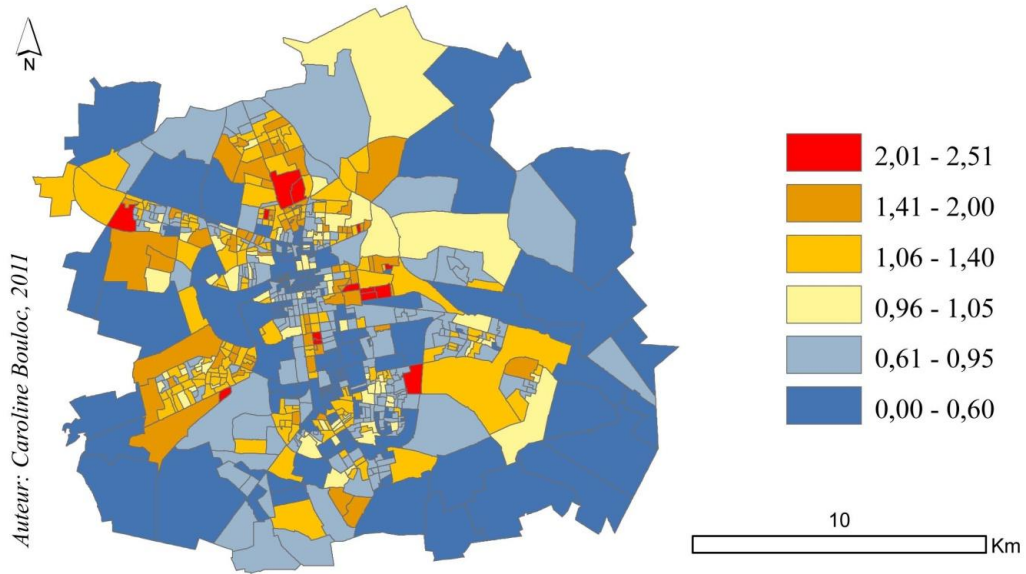 N
2,01 - 2,51
1,41 - 2,00
1,06 - 1,40
0,96 - 1,05
0,61 - 0,95
0,00 - 0,60
Auteur: Caroline Bouloc, 2011
10
Km